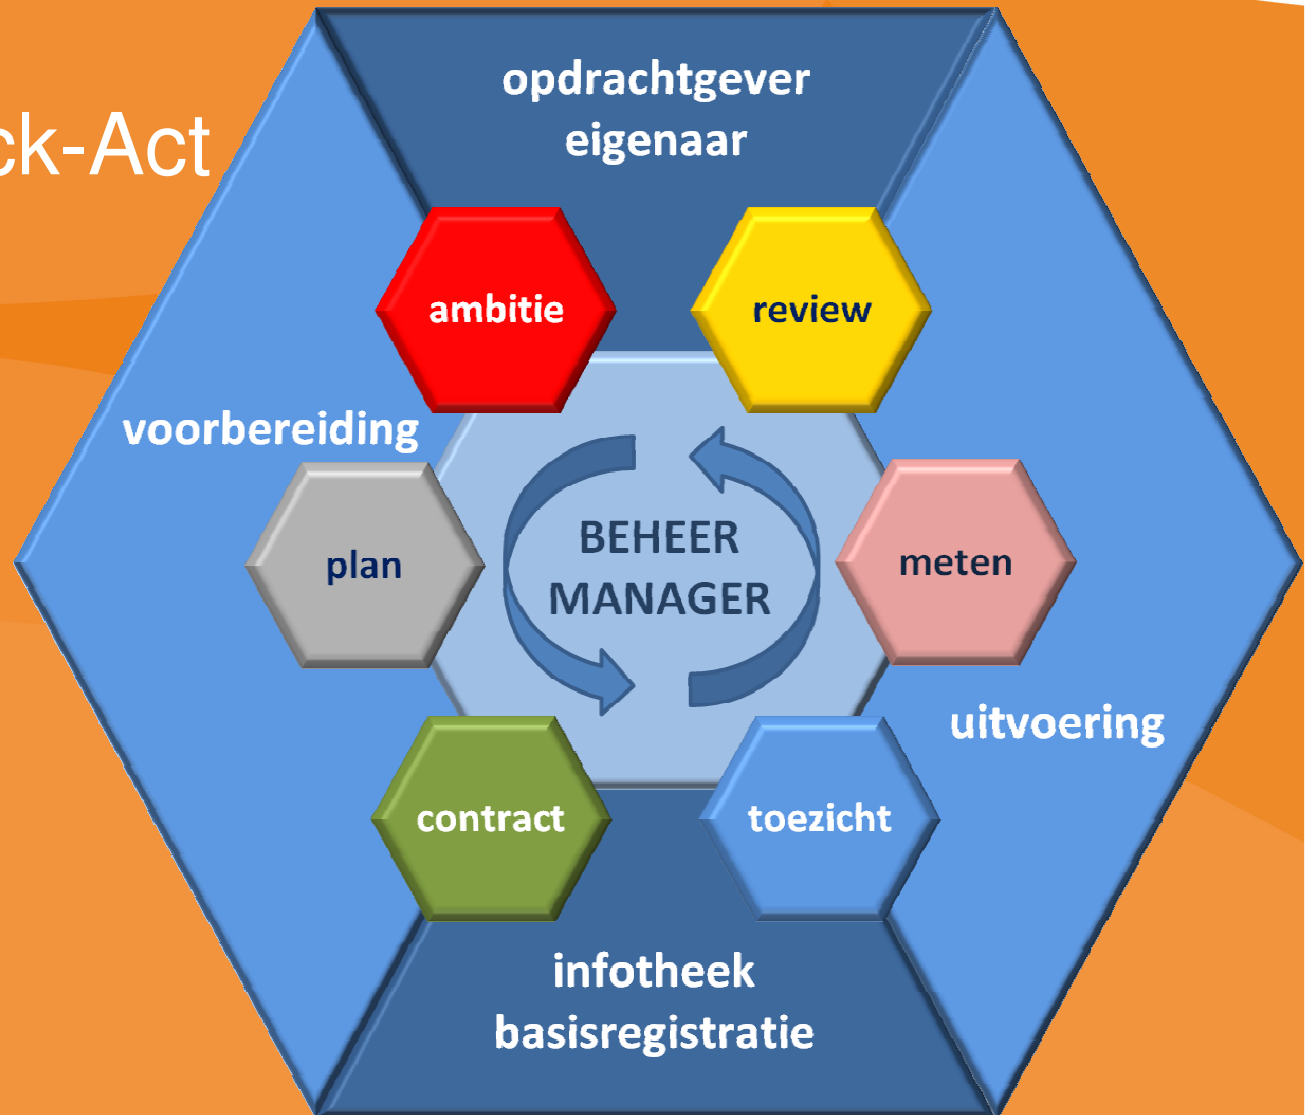 ck-Act
opdrachtgever
eigenaar
ambitie
review
voorbereiding
plan
BEHEER
MANAGER
meten
uitvoering
contract
toezicht
infotheek
basisregistratie